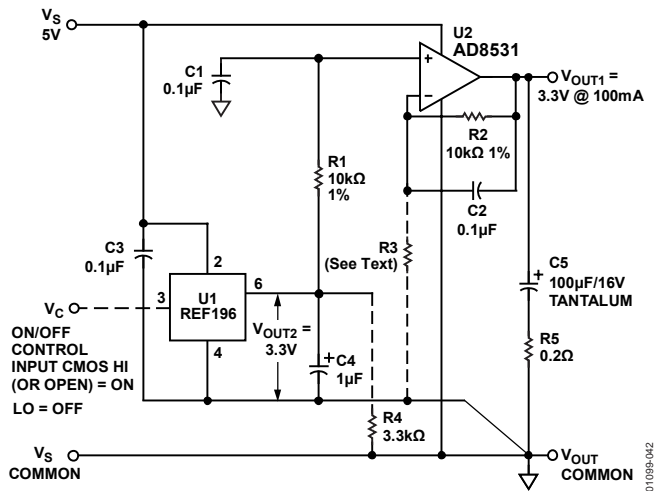 V_S
5V
C1
0.1µF
U2
AD8531
+
−
V_OUT1 =
3.3V @ 100mA
R2
10kΩ 1%
R1
10kΩ
1%
C2
0.1µF
C3
0.1µF
R3
(See Text)
C5
100µF/16V
TANTALUM
+
2
6
3
U1
REF196
4
V_C
ON/OFF
CONTROL
INPUT CMOS HI
(OR OPEN) = ON
LO = OFF
V_OUT2 =
3.3V
+
C4
1µF
R5
0.2Ω
R4
3.3kΩ
V_S
COMMON
V_OUT
COMMON
01099-042